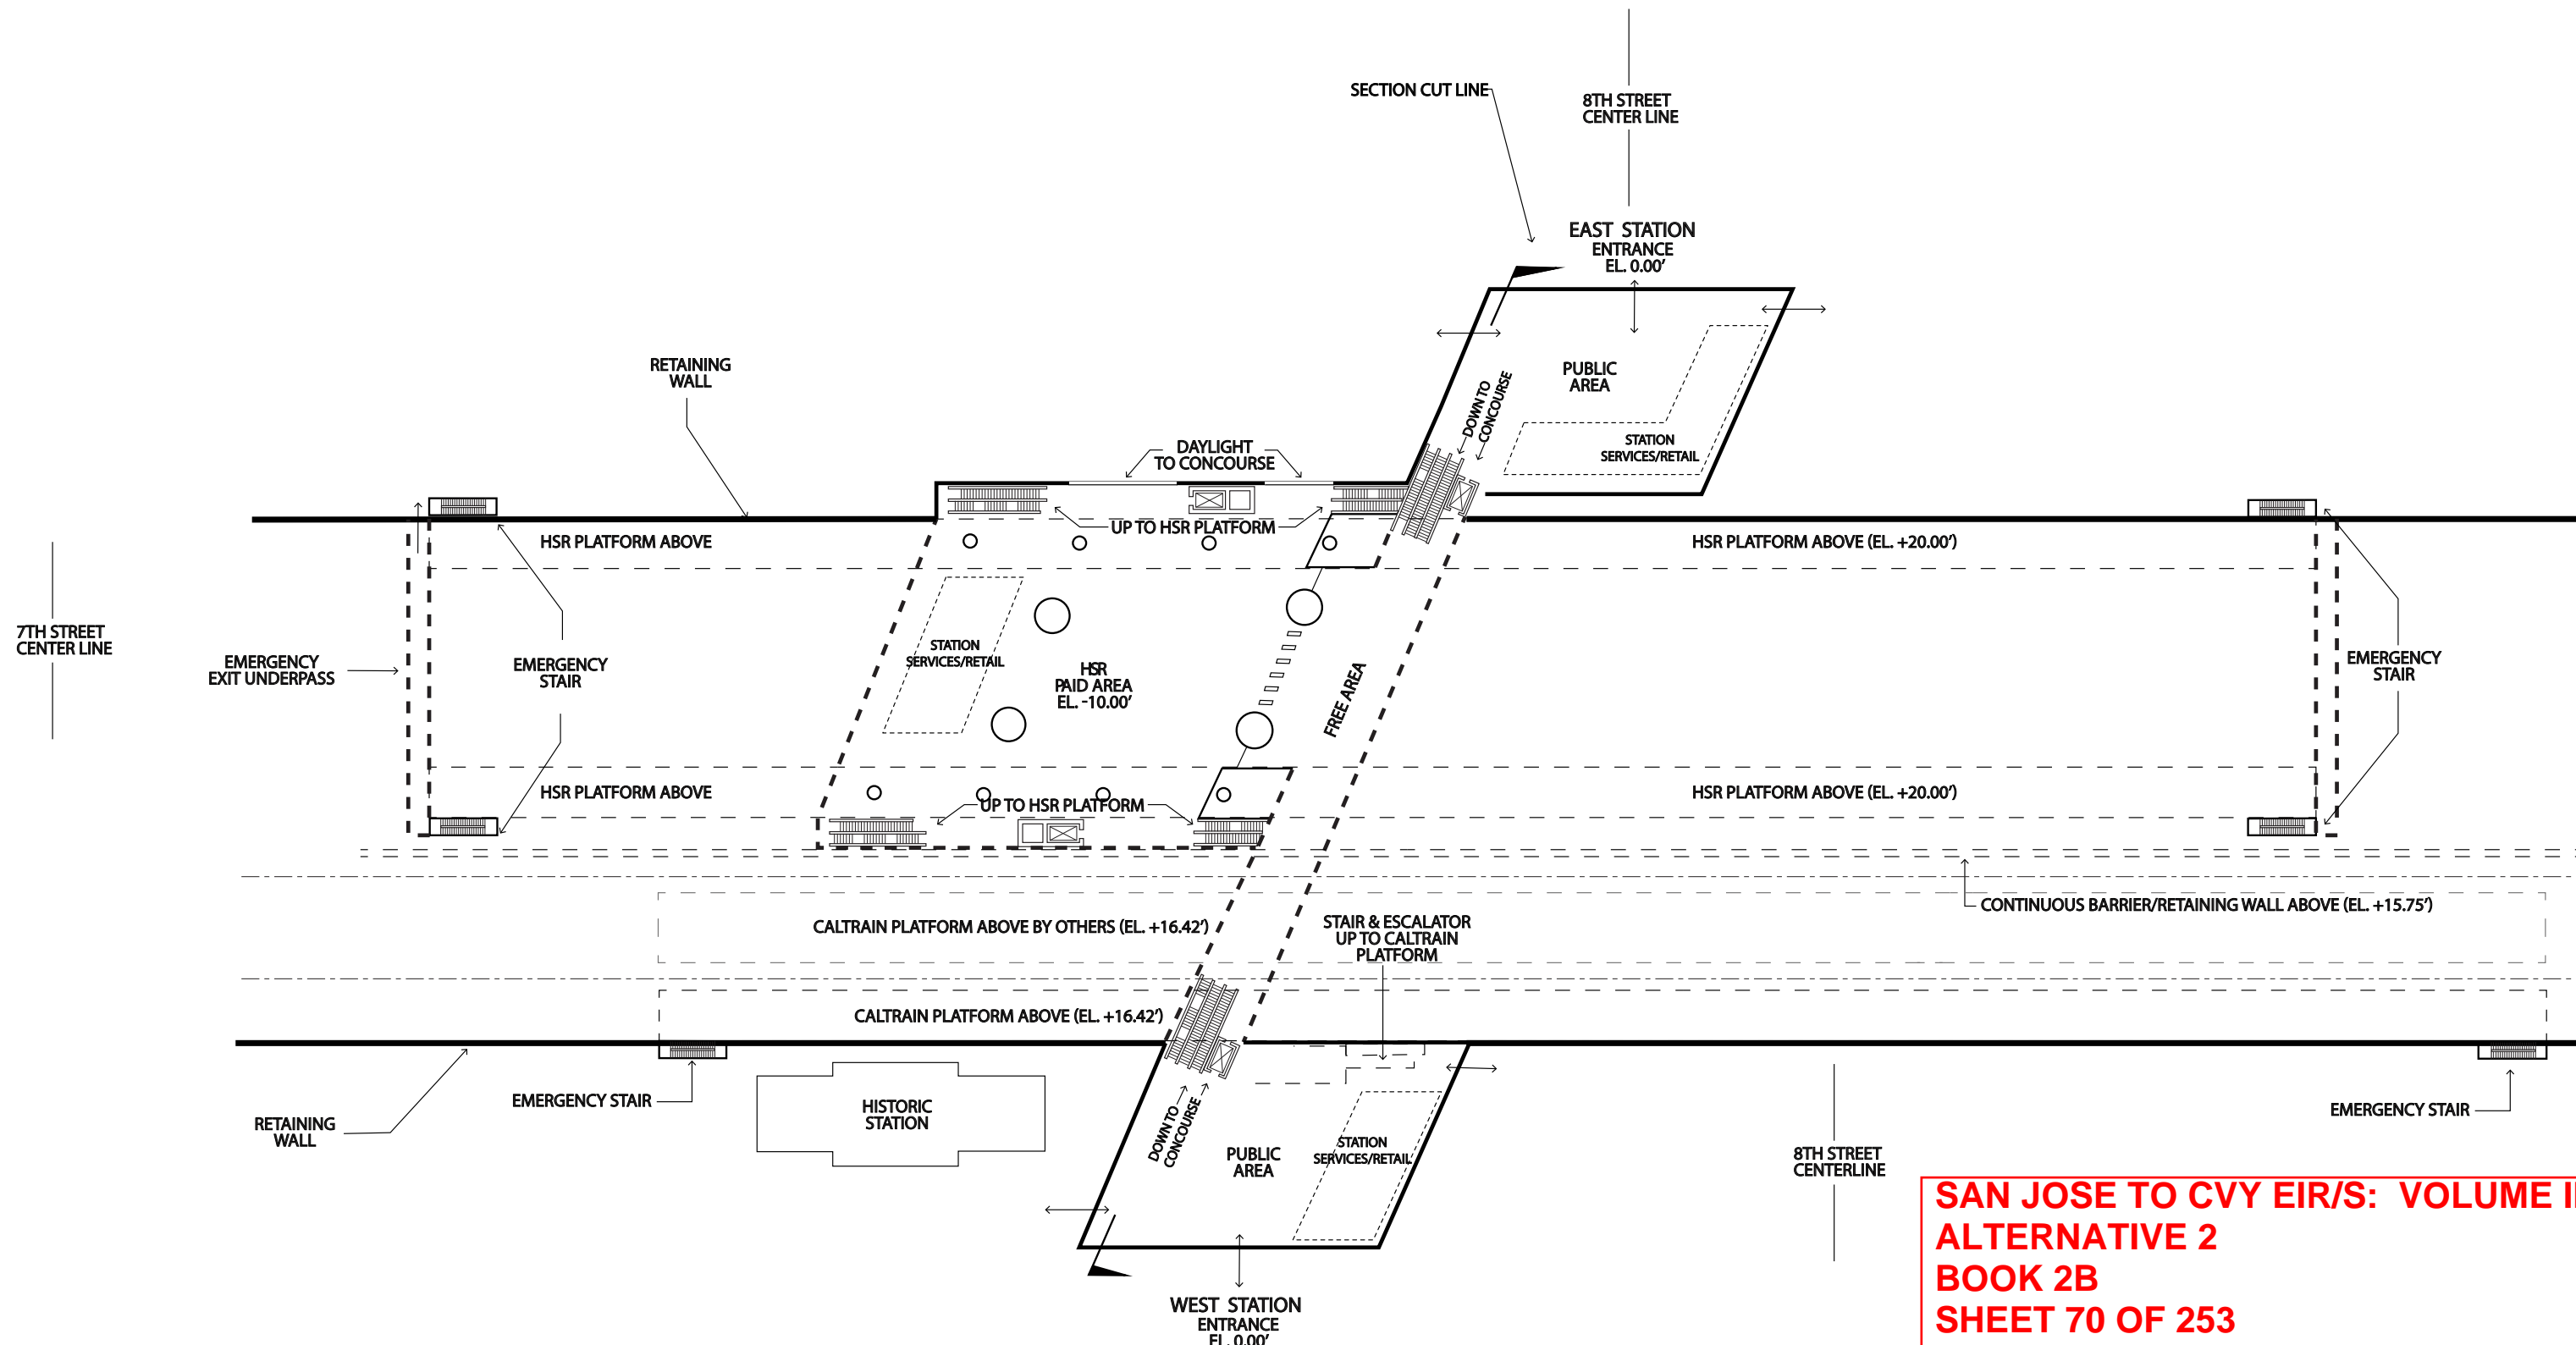 SECTION CUT LINE
8TH STREET
CENTER LINE
EAST STATION
ENTRANCE
EL. 0.00'
RETAINING
WALL
PUBLIC
AREA
DOWN TO
CONCOURSE
STATION
SERVICES/RETAIL
DAYLIGHT
TO CONCOURSE
UP TO HSR PLATFORM
HSR PLATFORM ABOVE
HSR PLATFORM ABOVE (EL. +20.00')
7TH STREET
CENTER LINE
EMERGENCY
EXIT UNDERPASS
EMERGENCY
STAIR
STATION
SERVICES/RETAIL
HSR
PAID AREA
EL. -10.00'
FREE AREA
EMERGENCY
STAIR
HSR PLATFORM ABOVE
UP TO HSR PLATFORM
HSR PLATFORM ABOVE (EL. +20.00')
CONTINUOUS BARRIER/RETAINING WALL ABOVE (EL. +15.75')
CALTRAIN PLATFORM ABOVE BY OTHERS (EL. +16.42')
STAIR & ESCALATOR
UP TO CALTRAIN
PLATFORM
CALTRAIN PLATFORM ABOVE (EL. +16.42')
EMERGENCY STAIR
HISTORIC
STATION
RETAINING
WALL
DOWN TO
CONCOURSE
PUBLIC
AREA
STATION
SERVICES/RETAIL
8TH STREET
CENTERLINE
EMERGENCY STAIR
WEST STATION
ENTRANCE
EL. 0.00'
SAN JOSE TO CVY EIR/S: VOLUME
ALTERNATIVE 2
BOOK 2B
SHEET 70 OF 253